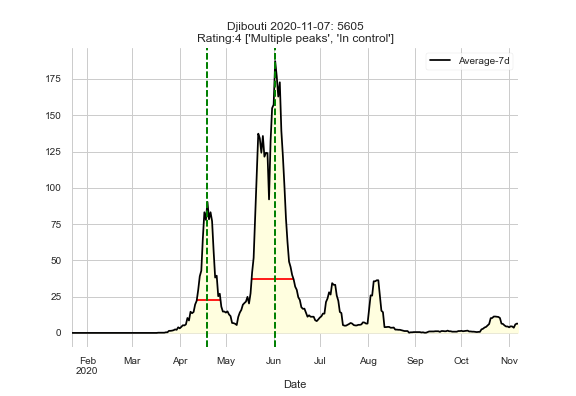 Djibouti 2020-11-07: 5605
Rating:4 ['Multiple peaks', 'In control']
Average-7d
175
150
125
100
75
50
25
0
Feb Mar Apr May Jun Jul Aug Sep Oct Nov
2020
Date